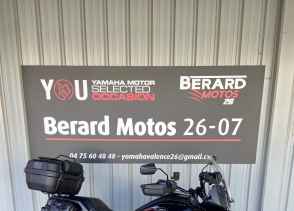 YOU YAMAHA MOTOR
SELECTED
OCCASION
BERARD
MOTOS
26
Berard Motos 26-07
04 75 60 48 48 - yamahavalence26@gmail.com